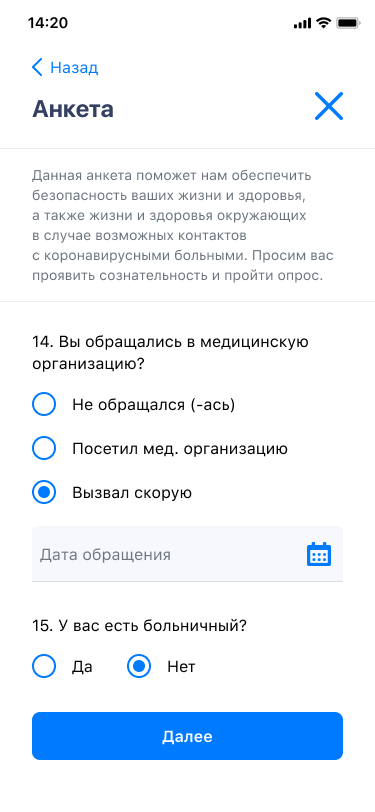 14:20
Назад
Анкета
Данная анкета поможет нам обеспечить
безопасность ваших жизни и здоровья,
а также жизни и здоровья окружающих
в случае возможных контактов
с коронавирусными больными. Просим вас
проявить сознательность и пройти опрос.
14. Вы обращались в медицинскую
организацию?
Не обращался (-ась)
Посетил мед. организацию
Вызвал скорую
Дата обращения
15. У вас есть больничный?
Да Нет
Далее